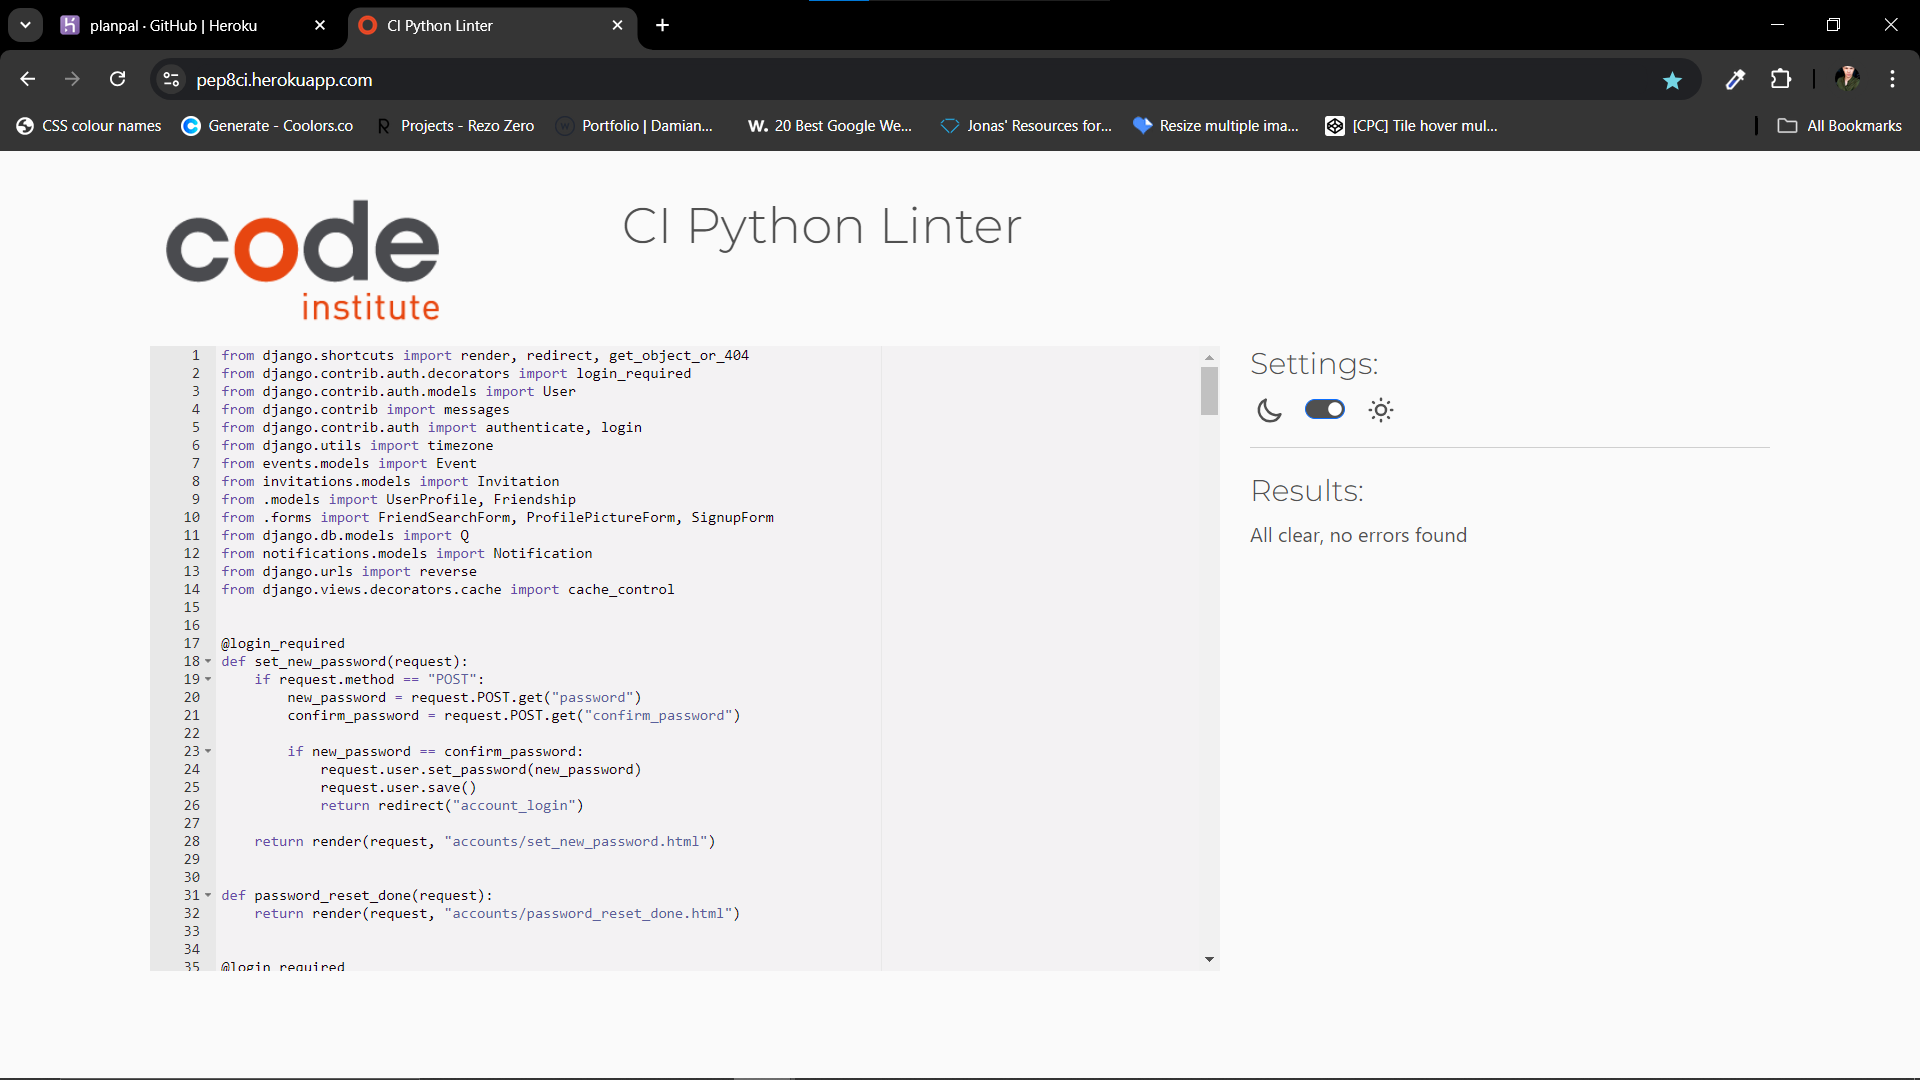 planpal · GitHub | Heroku
CI Python Linter
pep8ci.herokuapp.com
CSS colour names
Generate - Coolors.co
Projects - Rezo Zero
Portfolio | Damian...
W. 20 Best Google We...
Jonas' Resources for...
Resize multiple ima...
[CPC] Tile hover mul...
All Bookmarks
code
institute
CI Python Linter
1 from django.shortcuts import render, redirect, get_object_or_404
2 from django.contrib.auth.decorators import login_required
3 from django.contrib.auth.models import User
4 from django.contrib import messages
5 from django.contrib.auth import authenticate, login
6 from django.utils import timezone
7 from events.models import Event
8 from invitations.models import Invitation
9 from .models import UserProfile, Friendship
10 from .forms import FriendSearchForm, ProfilePictureForm, SignupForm
11 from django.db.models import Q
12 from notifications.models import Notification
13 from django.urls import reverse
14 from django.views.decorators.cache import cache_control
15
16
17 @login_required
18 def set_new_password(request):
19     if request.method == "POST":
20         new_password = request.POST.get("password")
21         confirm_password = request.POST.get("confirm_password")
22
23         if new_password == confirm_password:
24             request.user.set_password(new_password)
25             request.user.save()
26             return redirect("account_login")
27
28     return render(request, "accounts/set_new_password.html")
29
30
31 def password_reset_done(request):
32     return render(request, "accounts/password_reset_done.html")
33
34
35 @login_required
Settings:
Results:
All clear, no errors found